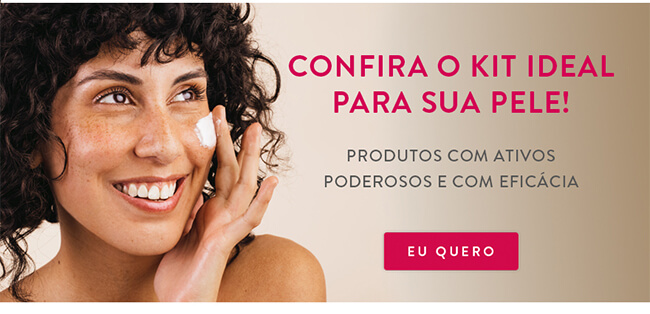 CONFIRA O KIT IDEAL
PARA SUA PELE!
PRODUTOS COM ATIVOS
PODEROSOS E COM EFICÁCIA
EU QUERO